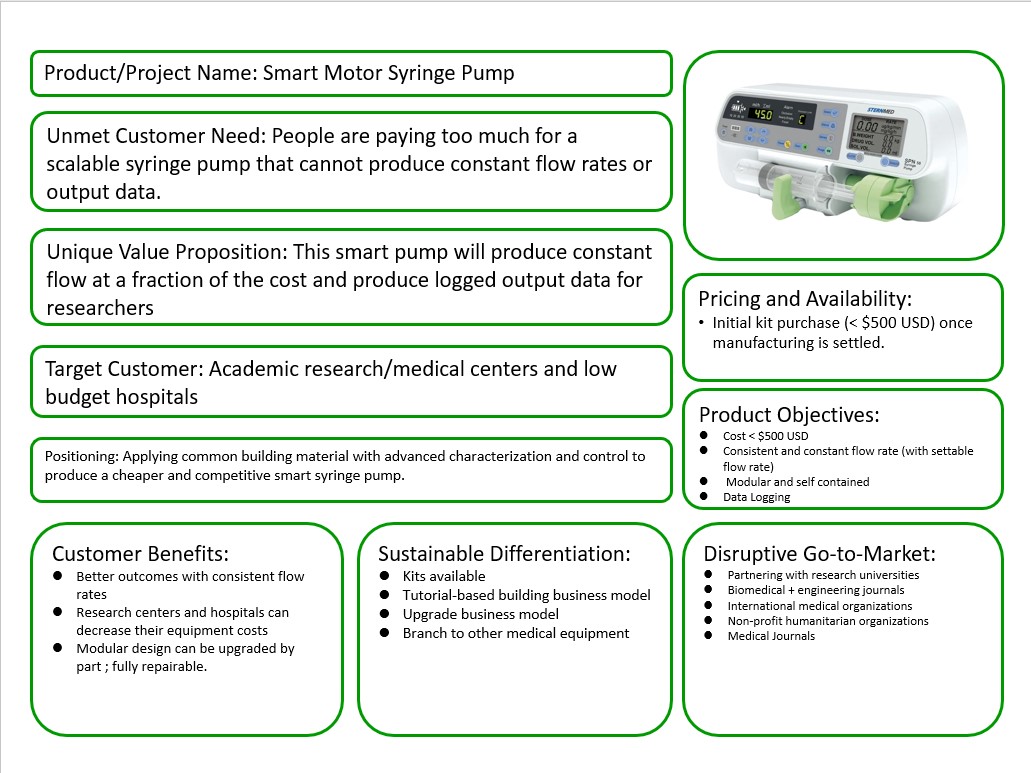 Product/Project Name: Smart Motor Syringe Pump
Unmet Customer Need: People are paying too much for a
scalable syringe pump that cannot produce constant flow rates or
output data.
Unique Value Proposition: This smart pump will produce constant
flow at a fraction of the cost and produce logged output data for
researchers
Target Customer: Academic research/medical centers and low
budget hospitals
Positioning: Applying common building material with advanced characterization and control to
produce a cheaper and competitive smart syringe pump.
STERNMED
450
C
0.00
Pricing and Availability:
• Initial kit purchase (< $500 USD) once
manufacturing is settled.
Product Objectives:
● Cost < $500 USD
● Consistent and constant flow rate (with settable
flow rate)
● Modular and self contained
● Data Logging
Customer Benefits:
● Better outcomes with consistent flow
rates
● Research centers and hospitals can
decrease their equipment costs
● Modular design can be upgraded by
part ; fully repairable.
Sustainable Differentiation:
● Kits available
● Tutorial-based building business model
● Upgrade business model
● Branch to other medical equipment
Disruptive Go-to-Market:
● Partnering with research universities
● Biomedical + engineering journals
● International medical organizations
● Non-profit humanitarian organizations
● Medical Journals